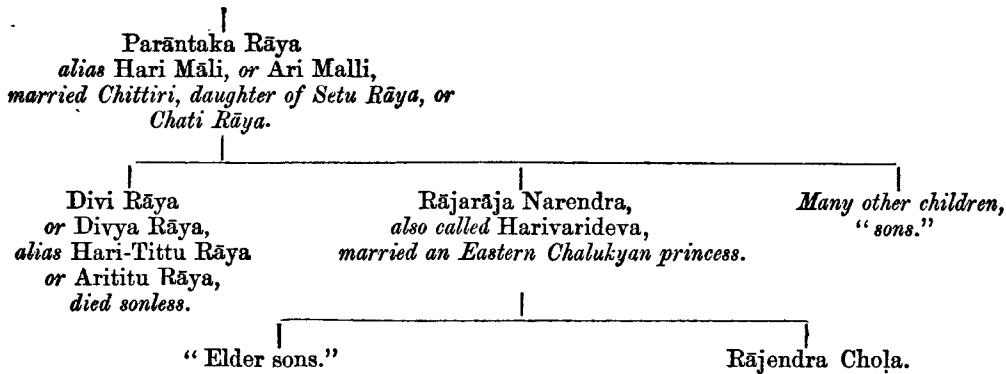 Parāntaka Rāya
alias Hari Māli, or Ari Malli,
married Chittiri, daughter of Setu Rāya, or
Chati Rāya.
Divi Rāya
or Divya Rāya,
alias Hari-Tittu Rāya
or Arititu Rāya,
died sonless.
Rājarāja Narendra,
also called Harivarideva,
married an Eastern Chalukyan princess.
Many other children,
“sons.”
“Elder sons.”
Rājendra Choḷa.